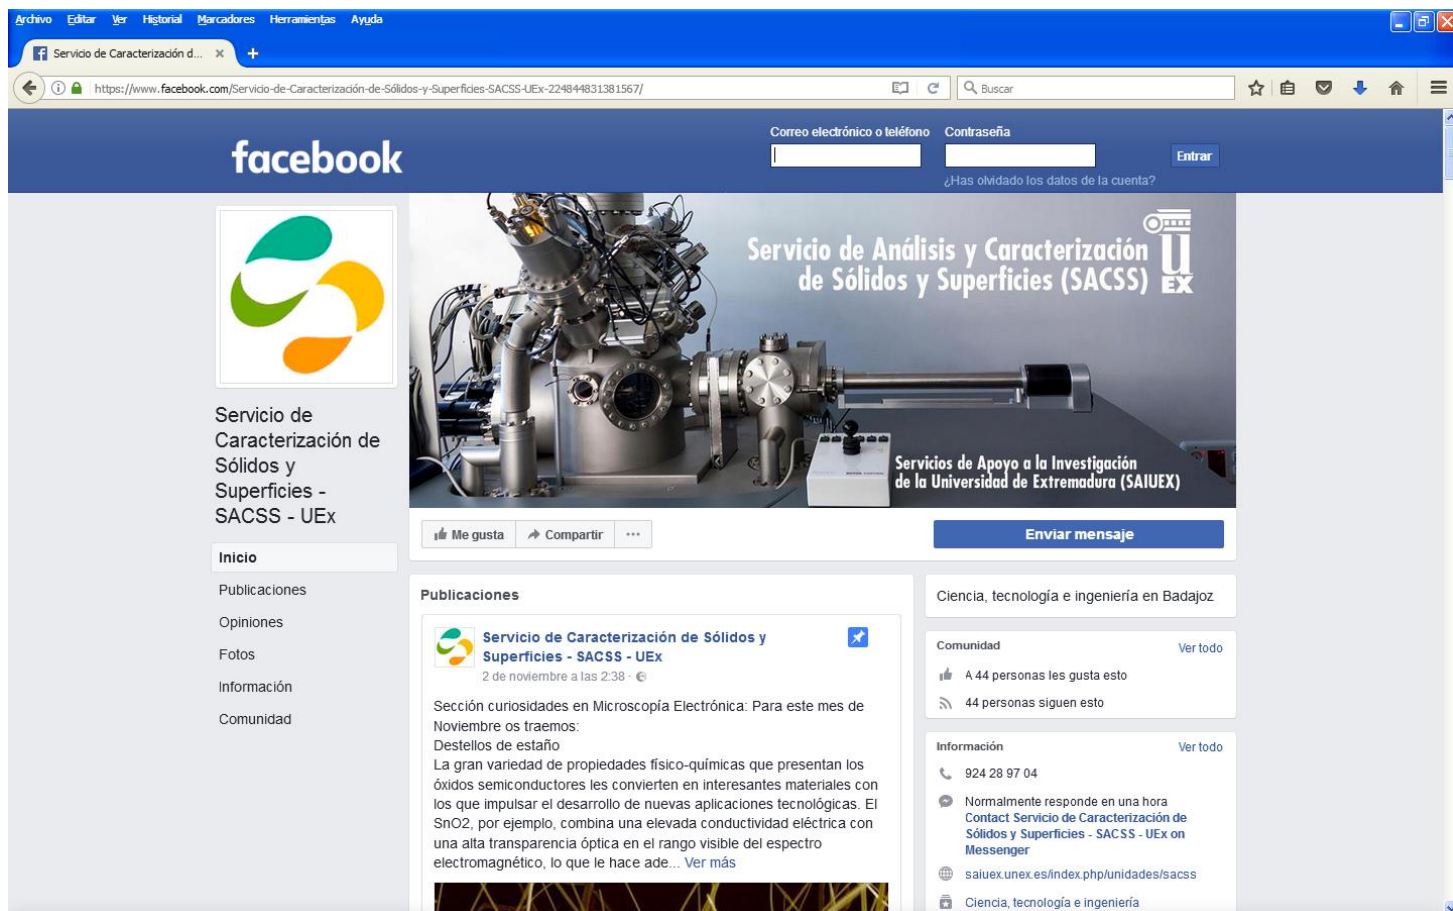 Archivo Editar Ver Historial Marcadores Herramientas Ayuda
Servicio de Caracterización d...
https://www.facebook.com/Servicio-de-Caracterización-de-Sólidos-y-Superficies-SACSS-UEx-224844831381567/
Buscar
facebook
Correo electrónico o teléfono
Contraseña
Entrar
¿Has olvidado los datos de la cuenta?
Servicio de Análisis y Caracterización
de Sólidos y Superficies (SACSS)
UEX
Servicios de Apoyo a la Investigación
de la Universidad de Extremadura (SAIUEX)
Servicio de
Caracterización de
Sólidos y
Superficies -
SACSS - UEx
Inicio
Publicaciones
Opiniones
Fotos
Información
Comunidad
Me gusta
Compartir
Enviar mensaje
Publicaciones
Servicio de Caracterización de Sólidos y
Superficies - SACSS - UEx
2 de noviembre a las 2:38 ·
Sección curiosidades en Microscopía Electrónica: Para este mes de
Noviembre os traemos:
Destellos de estaño
La gran variedad de propiedades físico-químicas que presentan los
óxidos semiconductores les convierten en interesantes materiales con
los que impulsar el desarrollo de nuevas aplicaciones tecnológicas. El
SnO2, por ejemplo, combina una elevada conductividad eléctrica con
una alta transparencia óptica en el rango visible del espectro
electromagnético, lo que le hace ade... Ver más
Ciencia, tecnología e ingeniería en Badajoz
Comunidad
Ver todo
A 44 personas les gusta esto
44 personas siguen esto
Información
Ver todo
924 28 97 04
Normalmente responde en una hora
Contact Servicio de Caracterización de
Sólidos y Superficies - SACSS - UEx on
Messenger
saiuex.unex.es/index.php/unidades/sacss
Ciencia, tecnología e ingeniería